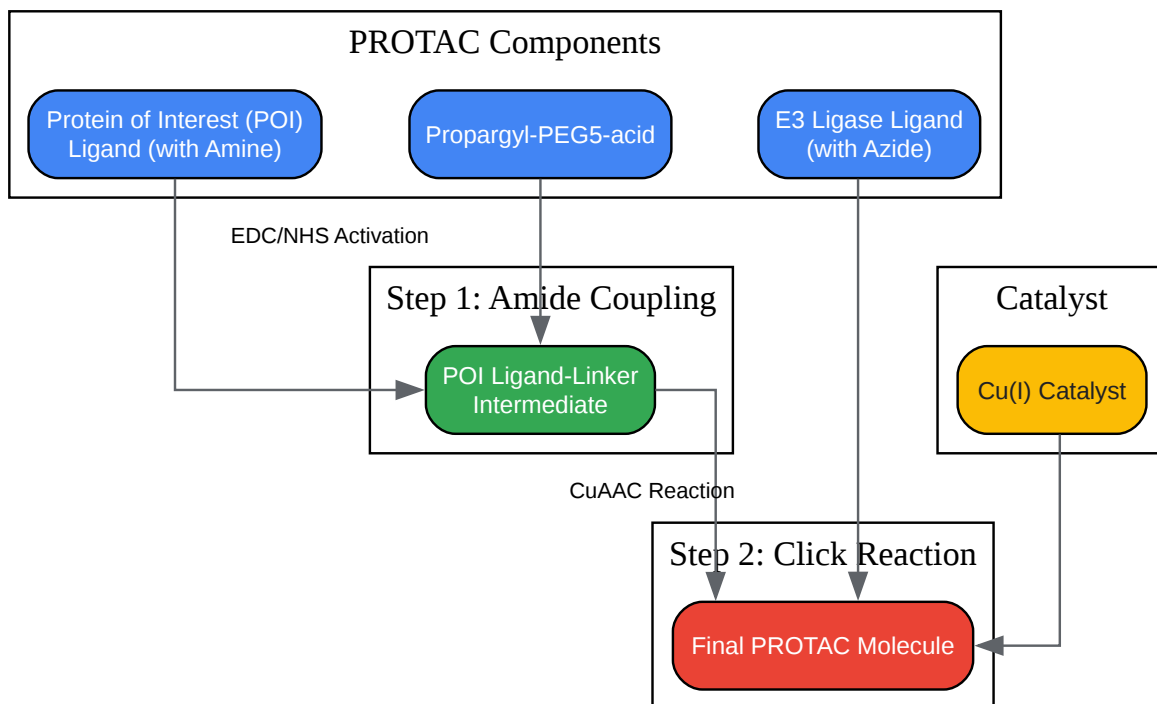 PROTAC Components
Protein of Interest (POI)
Ligand (with Amine)
Propargyl-PEG5-acid
E3 Ligase Ligand
(with Azide)
EDC/NHS Activation
Step 1: Amide Coupling
Catalyst
POI Ligand-Linker
Intermediate
Cu(I) Catalyst
CuAAC Reaction
Step 2: Click Reaction
Final PROTAC Molecule